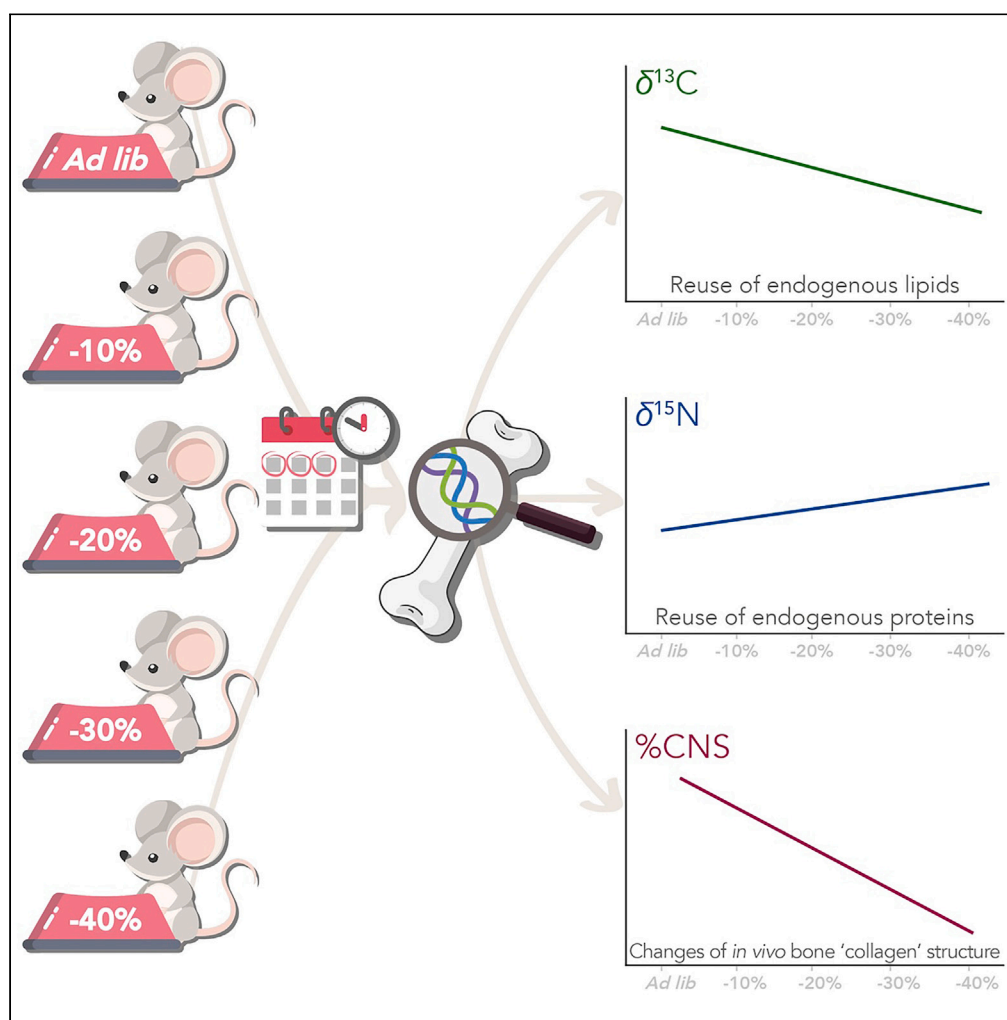 Ad lib
-10%
-20%
-30%
-40%
δ¹³C
Reuse of endogenous lipids
Ad lib -10% -20% -30% -40%
δ¹⁵N
Reuse of endogenous proteins
Ad lib -10% -20% -30% -40%
%CNS
Changes of in vivo bone ‘collagen’ structure
Ad lib -10% -20% -30% -40%